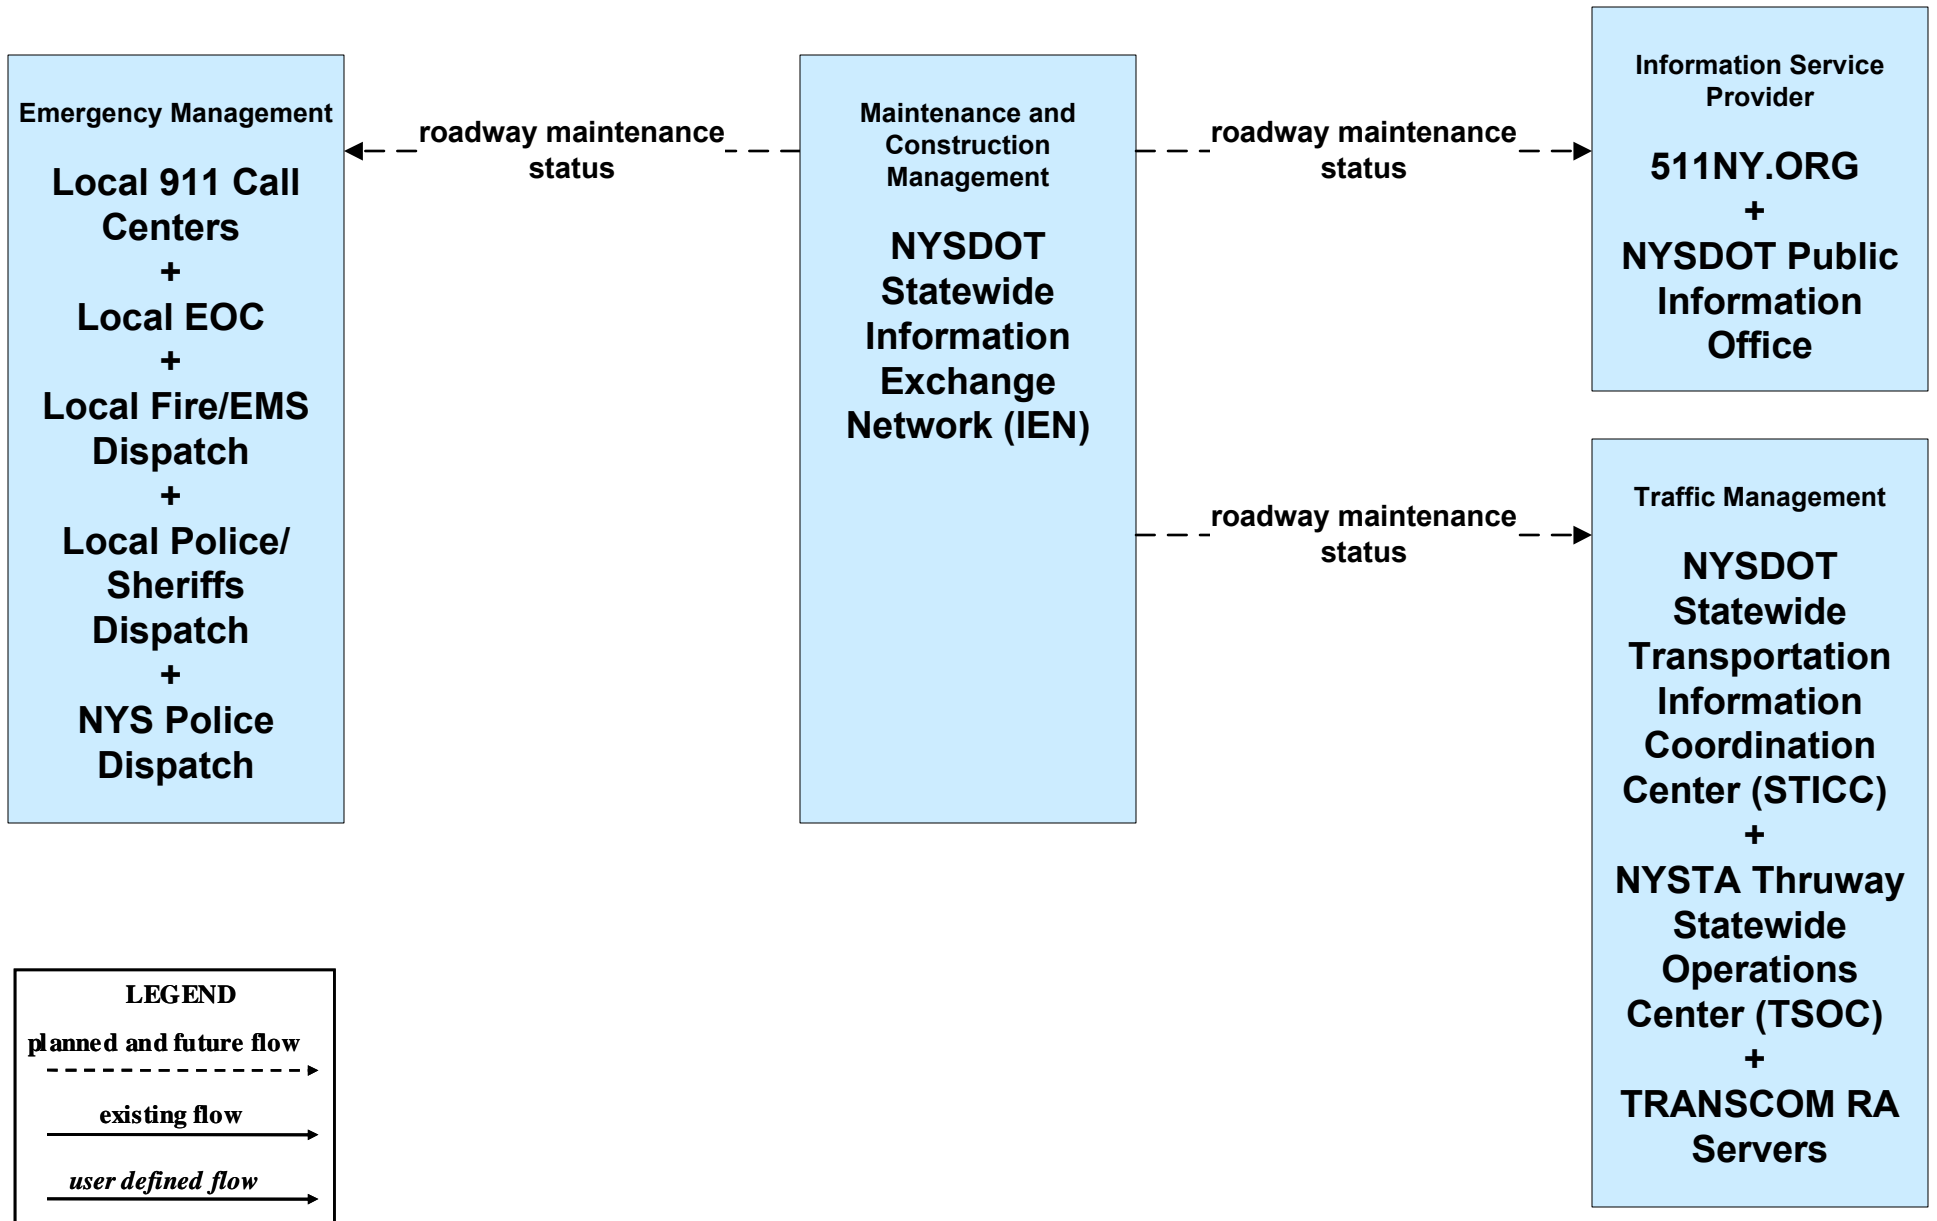 Emergency Management
Local 911 Call
Centers
+
Local EOC
+
Local Fire/EMS
Dispatch
+
Local Police/
Sheriffs
Dispatch
+
NYS Police
Dispatch
roadway maintenance
status
Maintenance and
Construction
Management
NYSDOT
Statewide
Information
Exchange
Network (IEN)
roadway maintenance
status
Information Service
Provider
511NY.ORG
+
NYSDOT Public
Information
Office
roadway maintenance
status
Traffic Management
NYSDOT
Statewide
Transportation
Information
Coordination
Center (STICC)
+
NYSTA Thruway
Statewide
Operations
Center (TSOC)
+
TRANSCOM RA
Servers
LEGEND
planned and future flow
existing flow
user defined flow